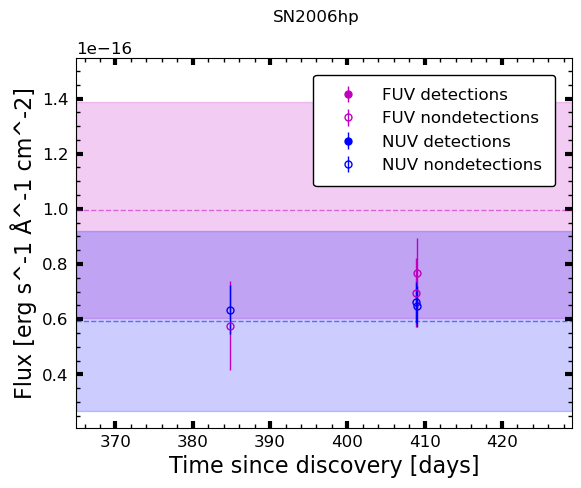 SN2006hp
1e−16
FUV detections
FUV nondetections
NUV detections
NUV nondetections
1.4
1.2
1.0
0.8
0.6
0.4
Flux [erg s^-1 Å^-1 cm^-2]
370 380 390 400 410 420
Time since discovery [days]